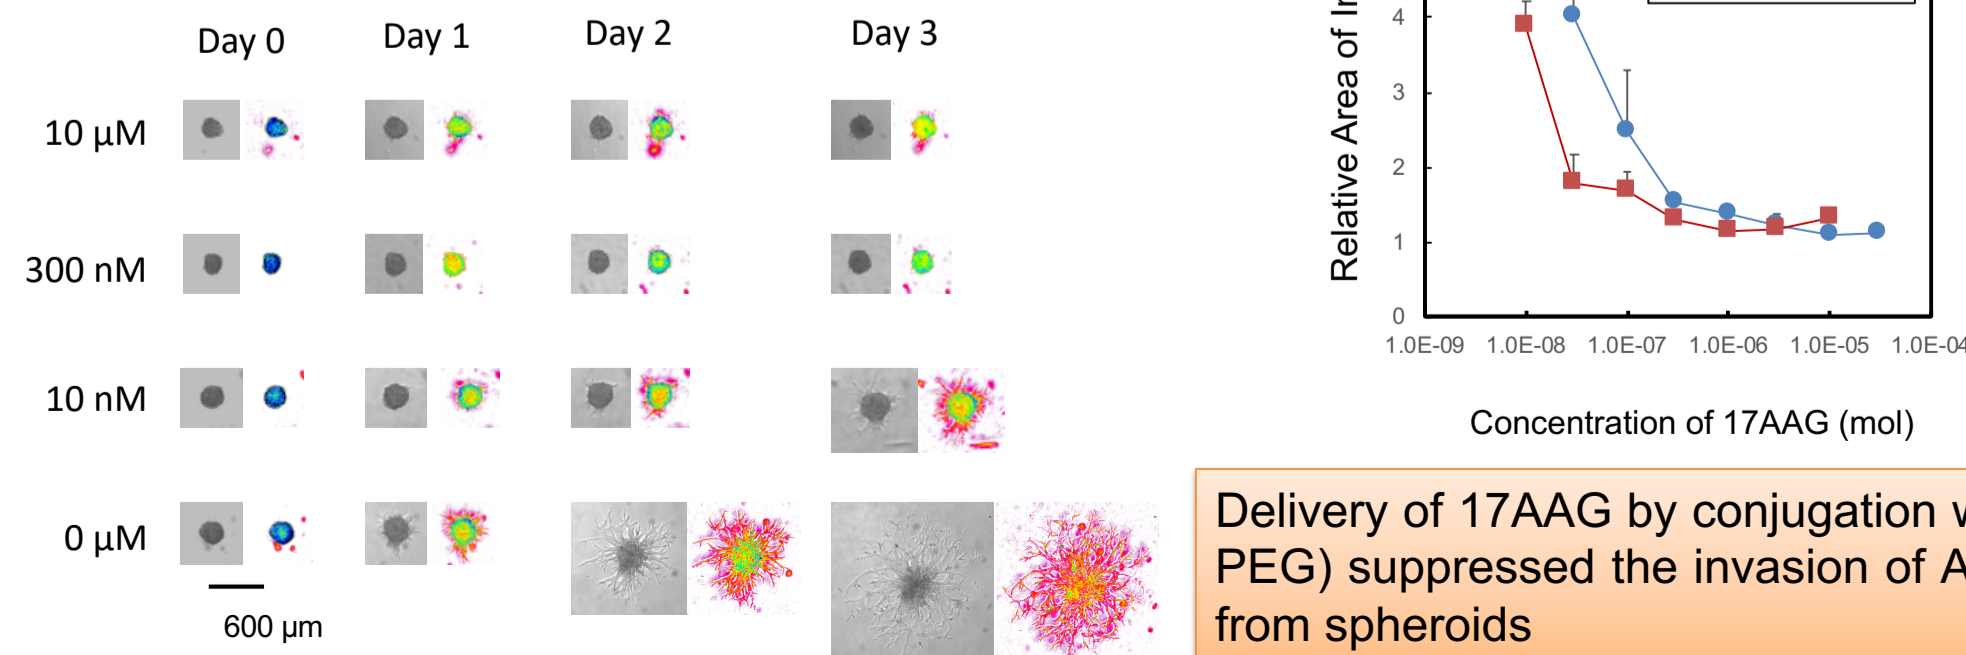 Day 0
Day 1
Day 2
Day 3
10 µM
300 nM
10 nM
0 µM
600 µm
Relative Area of
4
3
2
1
0
1.0E-09 1.0E-08 1.0E-07 1.0E-06 1.0E-05 1.0E-04
Concentration of 17AAG (mol)
Delivery of 17AAG by conjugation
PEG) suppressed the invasion of
from spheroids